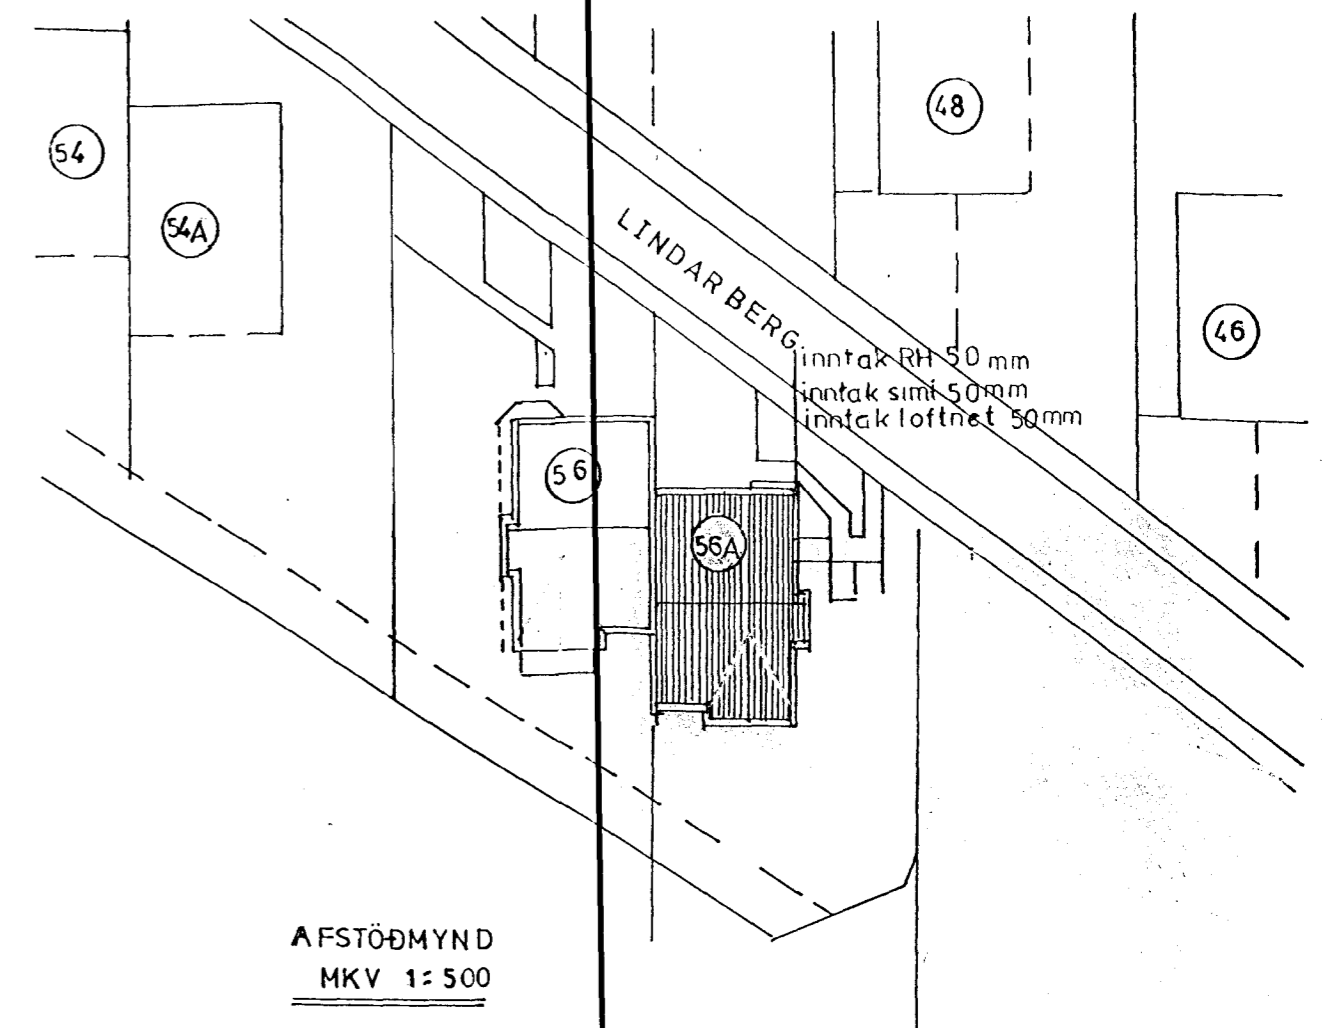 48
54
54A
LINDARBERG
46
inntak RH 50 mm
inntak sími 50mm
inntak loftnet 50mm
56
56A
AFSTÖÐMYND
MKV 1:500